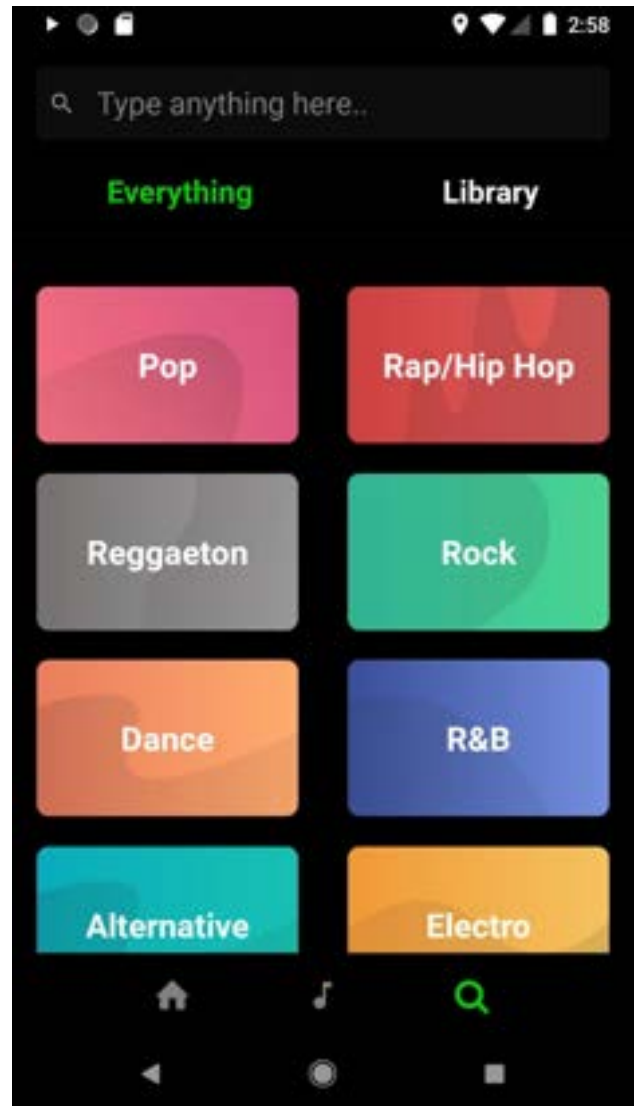 2:58
Type anything here..
Everything Library
Pop Rap/Hip Hop
Reggaeton Rock
Dance R&B
Alternative Electro